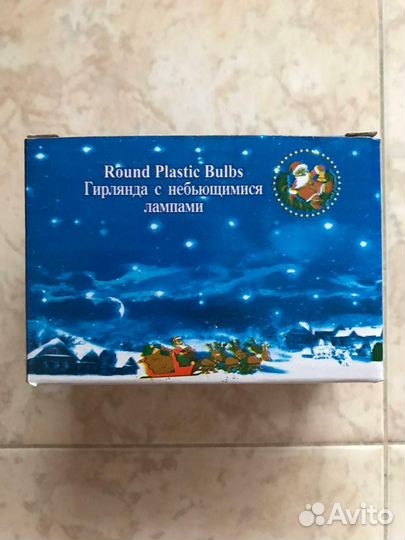 Round Plastic Bulbs
Гирлянда с небьющимися
лампами
Avito